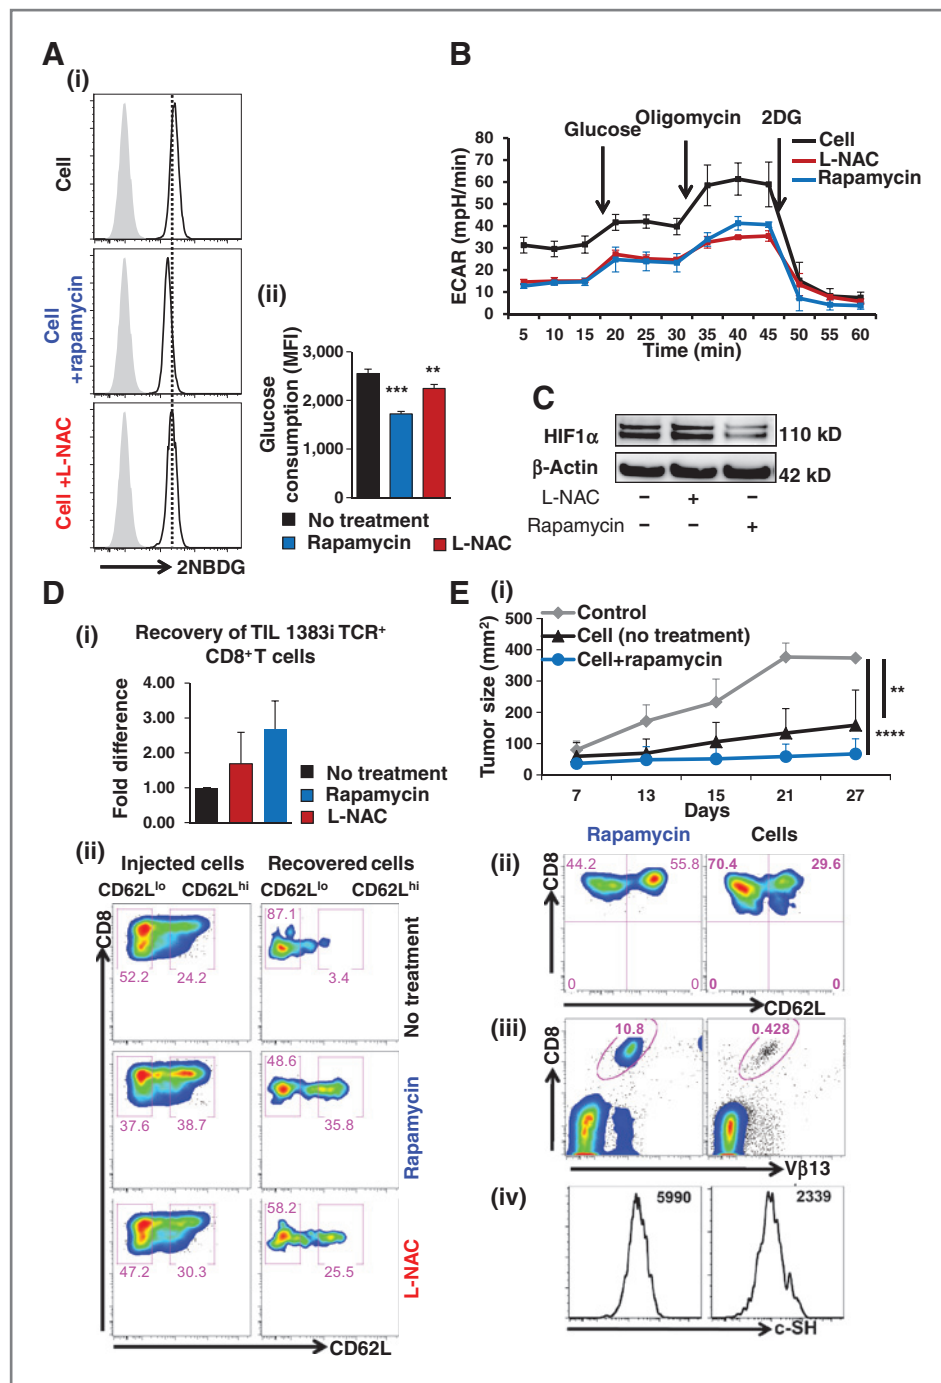 A
(i)
Cell
Cell
+rapamycin
Cell +L-NAC
2NBDG
(ii)
Glucose
consumption (MFI)
3,000
2,000
1,000
0
***
**
No treatment
Rapamycin
L-NAC
B
ECAR (mpH/min)
80
70
60
50
40
30
20
10
0
Glucose
Oligomycin
2DG
Cell
L-NAC
Rapamycin
5 10 15 20 25 30 35 40 45 50 55 60
Time (min)
C
HIF1α
110 kD
β-Actin
42 kD
L-NAC – + –
Rapamycin – – +
D
(i)
Recovery of TIL 1383i TCR+
CD8+T cells
Fold difference
4.00
3.00
2.00
1.00
0.00
No treatment
Rapamycin
L-NAC
(ii)
Injected cells
Recovered cells
CD62Llo CD62Lhi CD62Llo CD62Lhi
CD8
52.2 24.2
87.1
3.4
No treatment
37.6 38.7
48.6
35.8
Rapamycin
47.2 30.3
58.2
25.5
L-NAC
CD62L
E
(i)
Tumor size (mm2)
500
400
300
200
100
0
Control
Cell (no treatment)
Cell+rapamycin
**
****
7 13 15 21 27
Days
Rapamycin Cells
(ii)
CD8
44.2 55.8 70.4 29.6
0 0 0 0
CD62L
(iii)
CD8
10.8 0.428
Vβ13
(iv)
5990 2339
c-SH